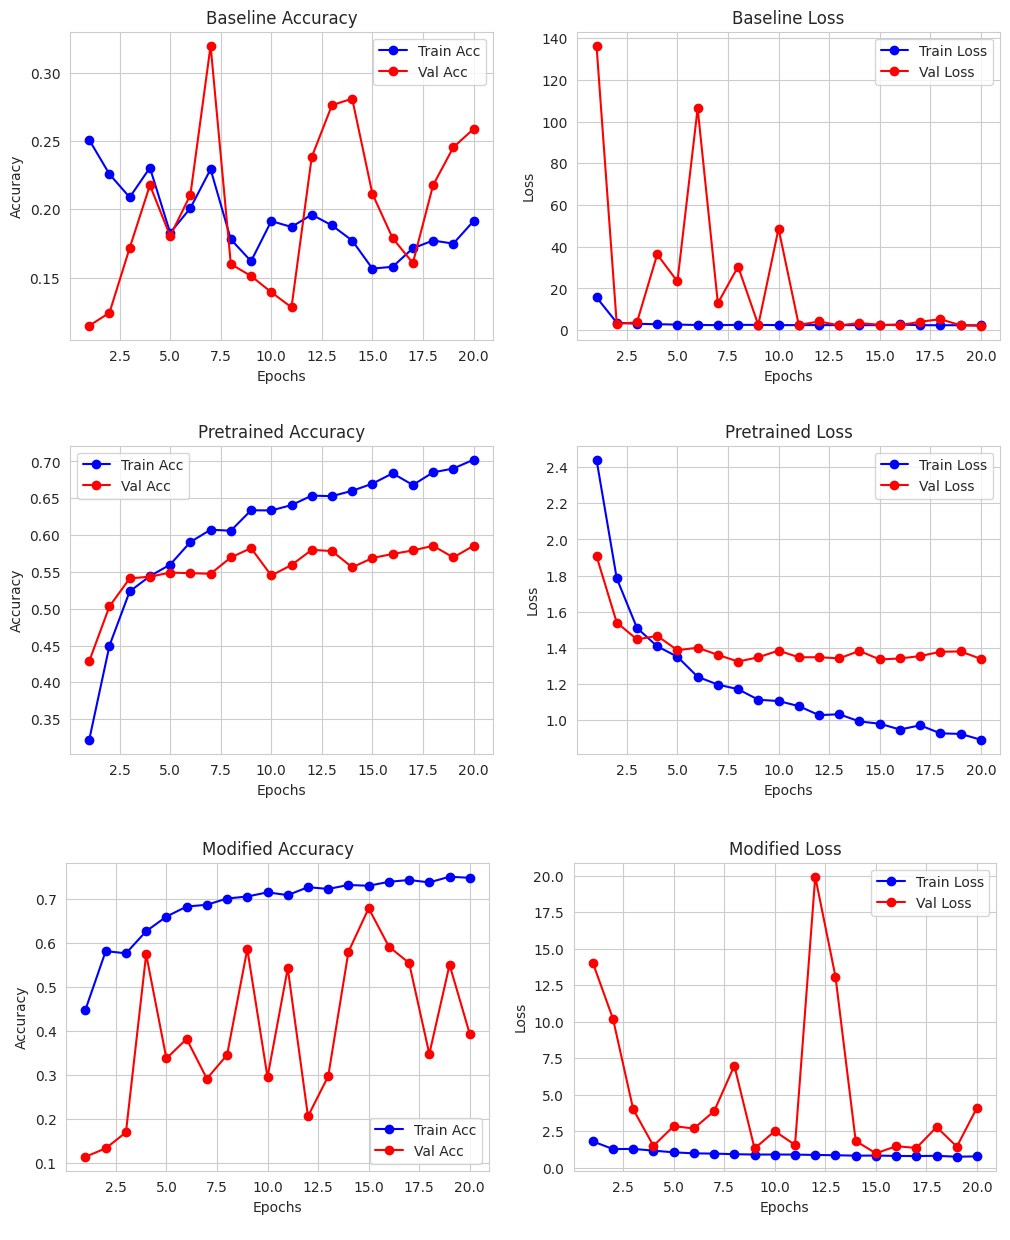 Baseline Accuracy
Train Acc
Val Acc
0.30
0.25
0.20
0.15
Accuracy
2.5 5.0 7.5 10.0 12.5 15.0 17.5 20.0
Epochs
Baseline Loss
Train Loss
Val Loss
140
120
100
80
60
40
20
0
Loss
2.5 5.0 7.5 10.0 12.5 15.0 17.5 20.0
Epochs
Pretrained Accuracy
Train Acc
Val Acc
0.70
0.65
0.60
0.55
0.50
0.45
0.40
0.35
Accuracy
2.5 5.0 7.5 10.0 12.5 15.0 17.5 20.0
Epochs
Pretrained Loss
Train Loss
Val Loss
2.4
2.2
2.0
1.8
1.6
1.4
1.2
1.0
Loss
2.5 5.0 7.5 10.0 12.5 15.0 17.5 20.0
Epochs
Modified Accuracy
0.7
0.6
0.5
0.4
0.3
0.2
0.1
Accuracy
Train Acc
Val Acc
2.5 5.0 7.5 10.0 12.5 15.0 17.5 20.0
Epochs
Modified Loss
Train Loss
Val Loss
20.0
17.5
15.0
12.5
10.0
7.5
5.0
2.5
0.0
Loss
2.5 5.0 7.5 10.0 12.5 15.0 17.5 20.0
Epochs